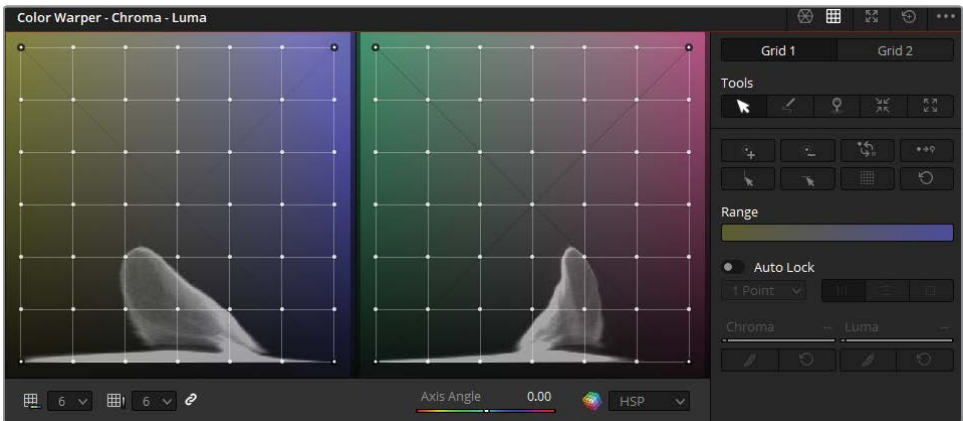 Color Warper - Chroma - Luma
Grid 1
Grid 2
Tools
Range
Auto Lock
1 Point
Chroma
--
Luma
--
6
6
Axis Angle
0.00
HSP